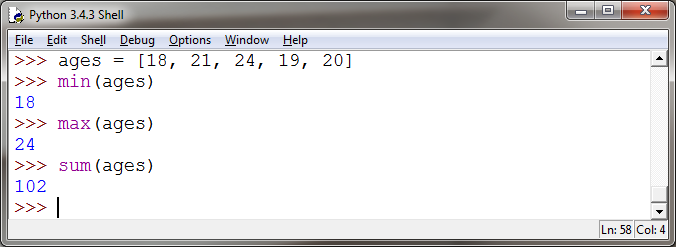 Python 3.4.3 Shell
File Edit Shell Debug Options Window Help
>>> ages = [18, 21, 24, 19, 20]
>>> min(ages)
18
>>> max(ages)
24
>>> sum(ages)
102
>>>
Ln: 58 Col: 4